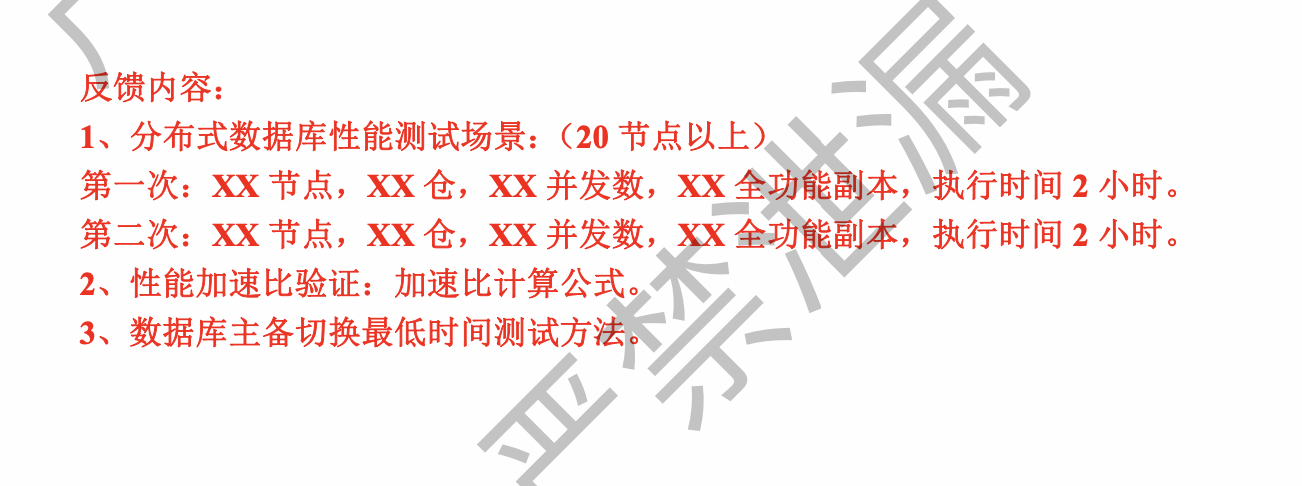 反馈内容：
1、分布式数据库性能测试场景：（20 节点以上）
第一次：XX 节点，XX 仓，XX 并发数，XX 全功能副本，执行时间 2 小时。
第二次：XX 节点，XX 仓，XX 并发数，XX 全功能副本，执行时间 2 小时。
2、性能加速比验证：加速比计算公式。
3、数据库主备切换最低时间测试方法。
严禁泄漏